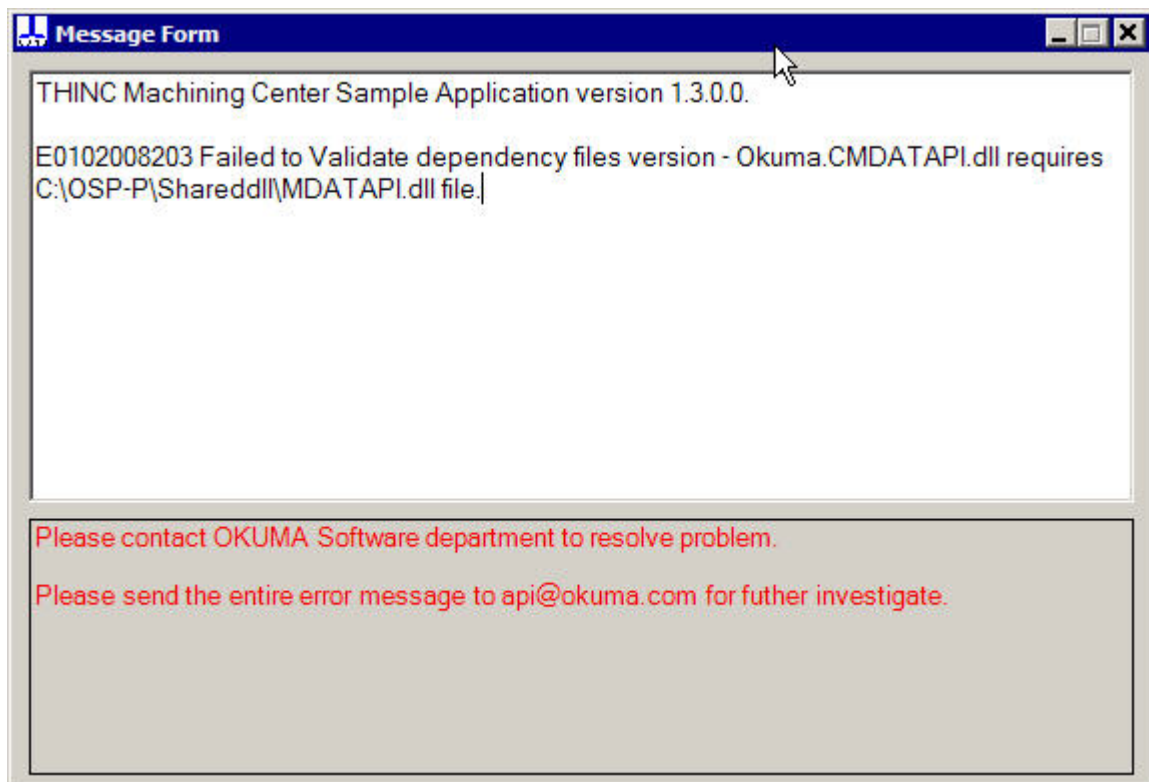 Message Form
THINC Machining Center Sample Application version 1.3.0.0.
E0102008203 Failed to Validate dependency files version - Okuma.CMDATAPI.dll requires
C:\OSP-P\Shareddll\MDATAPI.dll file.
Please contact OKUMA Software department to resolve problem.
Please send the entire error message to api@okuma.com for futher investigate.